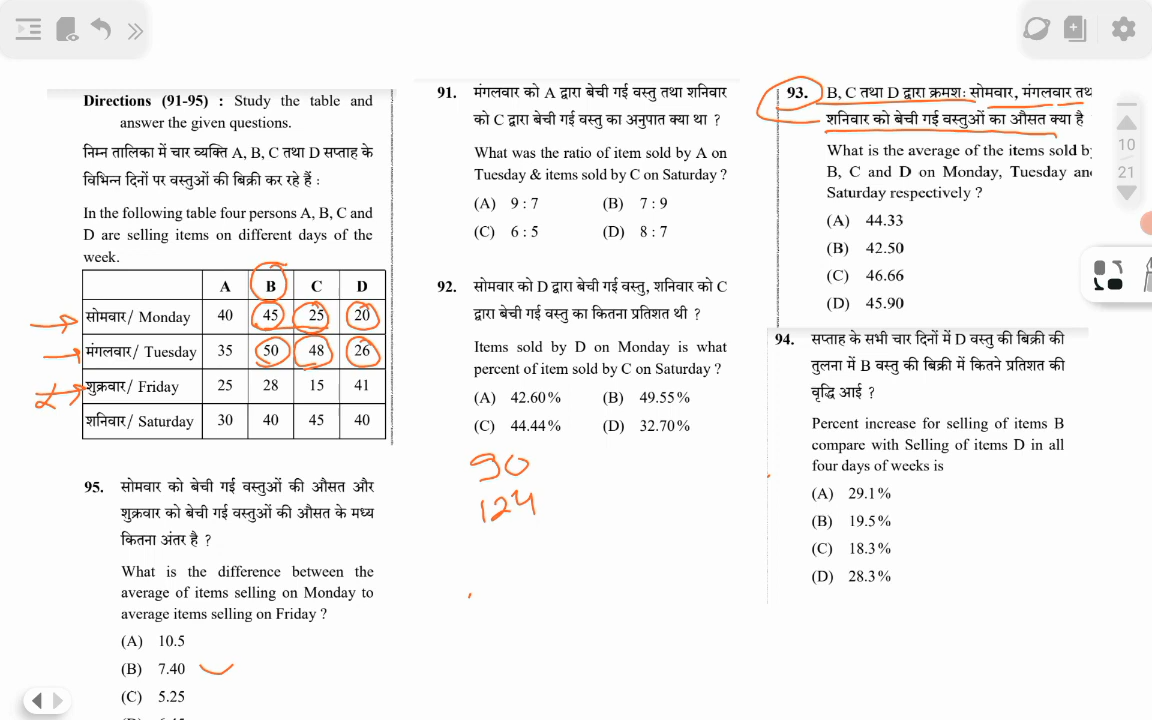 Directions (91-95) : Study the table and
answer the given questions.
निम्न तालिका में चार व्यक्ति A, B, C तथा D सप्ताह के
विभिन्न दिनों पर वस्तुओं की बिक्री कर रहे हैं :
In the following table four persons A, B, C and
D are selling items on different days of the
week.
A B C D
सोमवार/ Monday 40 45 25 20
मंगलवार/ Tuesday 35 50 48 26
शुक्रवार/ Friday 25 28 15 41
शनिवार/ Saturday 30 40 45 40
95. सोमवार को बेची गई वस्तुओं की औसत और
शुक्रवार को बेची गई वस्तुओं की औसत के मध्य
कितना अंतर है ?
What is the difference between the
average of items selling on Monday to
average items selling on Friday ?
(A) 10.5
(B) 7.40
(C) 5.25
91. मंगलवार को A द्वारा बेची गई वस्तु तथा शनिवार
को C द्वारा बेची गई वस्तु का अनुपात क्या था ?
What was the ratio of item sold by A on
Tuesday & items sold by C on Saturday ?
(A) 9 : 7 (B) 7 : 9
(C) 6 : 5 (D) 8 : 7
92. सोमवार को D द्वारा बेची गई वस्तु, शनिवार को C
द्वारा बेची गई वस्तु का कितना प्रतिशत थी ?
Items sold by D on Monday is what
percent of item sold by C on Saturday ?
(A) 42.60% (B) 49.55%
(C) 44.44% (D) 32.70%
90
124
93. B, C तथा D द्वारा क्रमशः सोमवार, मंगलवार तथ
शनिवार को बेची गई वस्तुओं का औसत क्या है
What is the average of the items sold b
B, C and D on Monday, Tuesday an
Saturday respectively ?
(A) 44.33
(B) 42.50
(C) 46.66
(D) 45.90
94. सप्ताह के सभी चार दिनों में D वस्तु की बिक्री की
तुलना में B वस्तु की बिक्री में कितने प्रतिशत की
वृद्धि आई ?
Percent increase for selling of items B
compare with Selling of items D in all
four days of weeks is
(A) 29.1%
(B) 19.5%
(C) 18.3%
(D) 28.3%
10
21